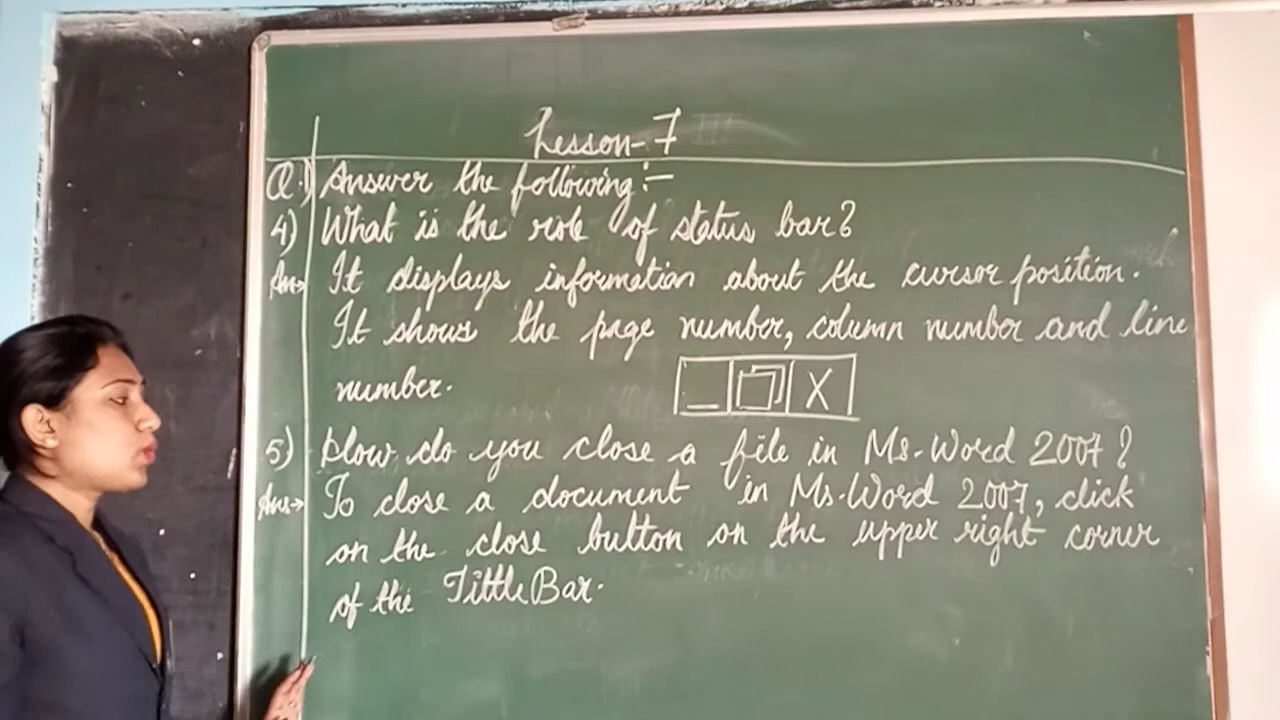 Lesson-7
Q.1) Answer the following:-
4) What is the role of status bar?
Ans→ It displays information about the cursor position.
It shows the page number, column number and line
number.
_ X
5) How do you close a file in Ms-Word 2007?
Ans→ To close a document in Ms-Word 2007, click
on the close button on the upper right corner
of the Tittle Bar.